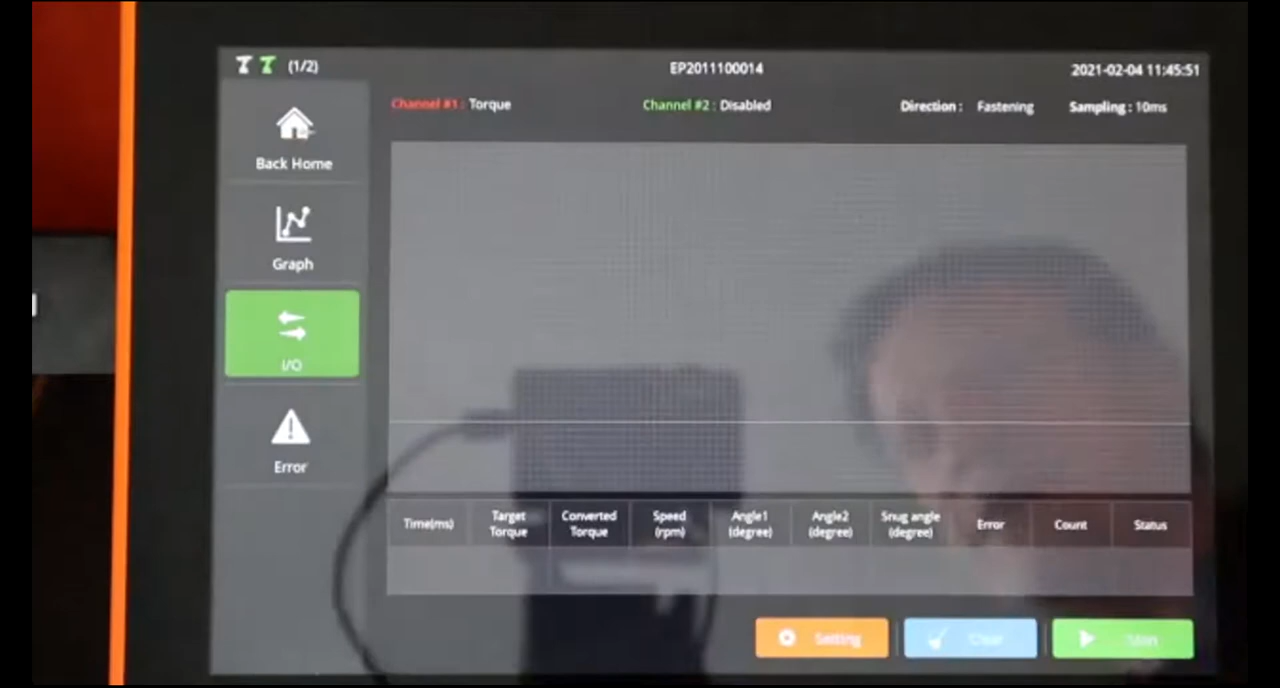 (1/2)
EP2011100014
2021-02-04 11:45:51
Channel #1 : Torque
Channel #2 : Disabled
Direction : Fastening
Sampling : 10ms
Back Home
Graph
I/O
Error
Time(ms)
Target
Torque
Converted
Torque
Speed
(rpm)
Angle1
(degree)
Angle2
(degree)
Snug angle
(degree)
Error
Count
Status
Setting
Clear